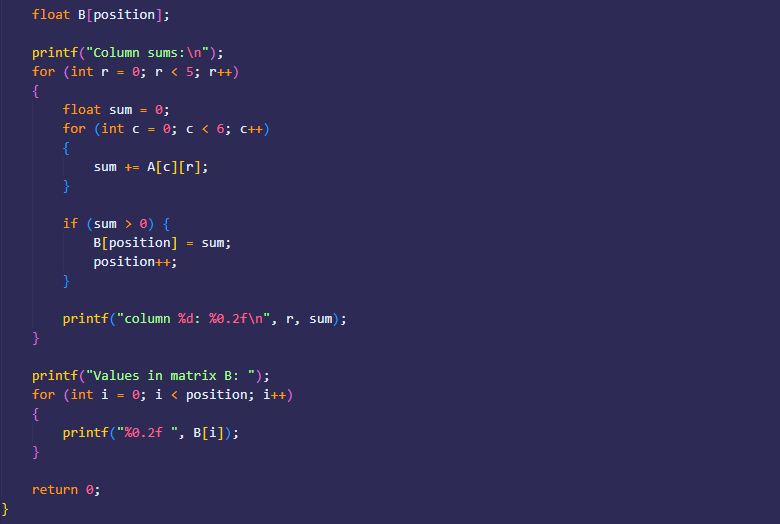 float B[position];
printf("Column sums:\n");
for (int r = 0; r < 5; r++)
{
float sum = 0;
for (int c = 0; c < 6; c++)
{
sum += A[c][r];
}
if (sum > 0) {
B[position] = sum;
position++;
}
printf("column %d: %0.2f\n", r, sum);
}
printf("Values in matrix B: ");
for (int i = 0; i < position; i++)
{
printf("%0.2f ", B[i]);
}
return 0;
}